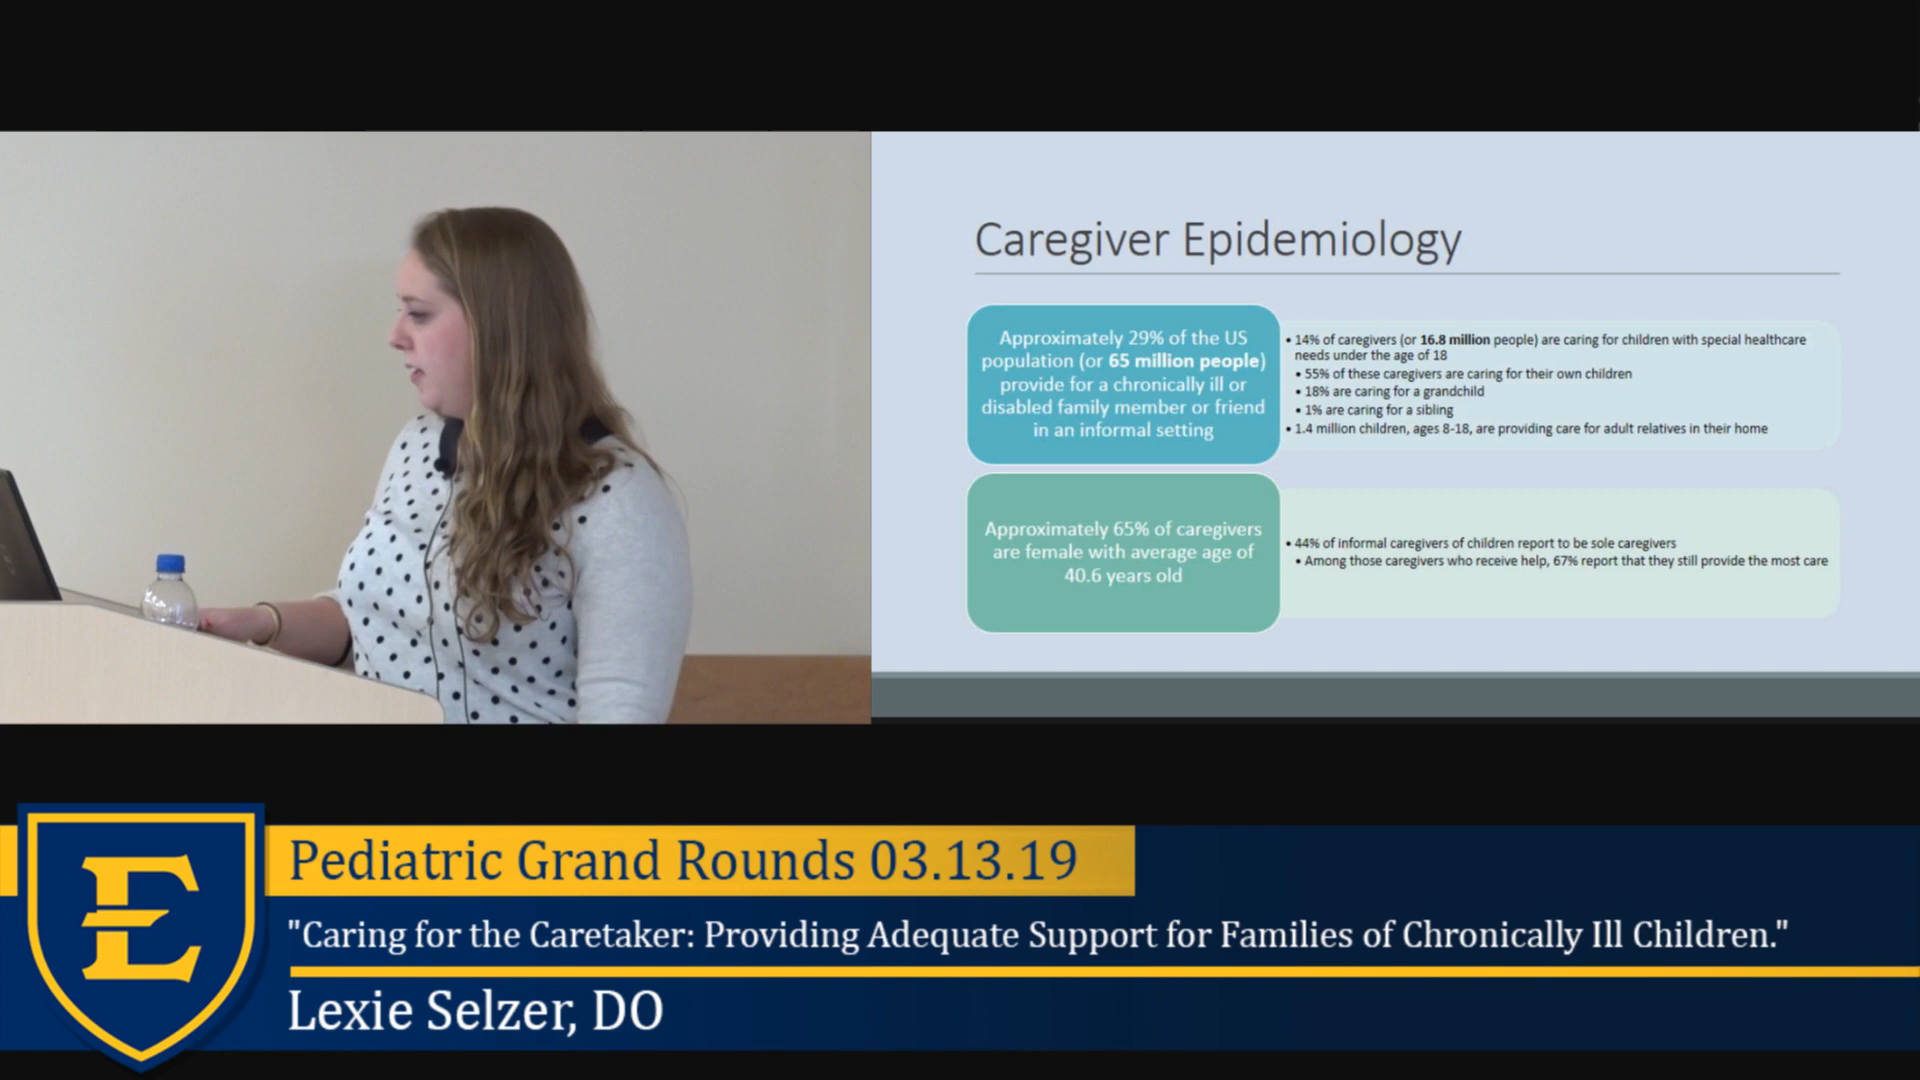 Caregiver Epidemiology
Approximately 29% of the US
population (or 65 million people)
provide for a chronically ill or
disabled family member or friend
in an informal setting
• 14% of caregivers (or 16.8 million people) are caring for children with special healthcare
needs under the age of 18
• 55% of these caregivers are caring for their own children
• 18% are caring for a grandchild
• 1% are caring for a sibling
• 1.4 million children, ages 8-18, are providing care for adult relatives in their home
Approximately 65% of caregivers
are female with average age of
40.6 years old
• 44% of informal caregivers of children report to be sole caregivers
• Among those caregivers who receive help, 67% report that they still provide the most care
E
Pediatric Grand Rounds 03.13.19
"Caring for the Caretaker: Providing Adequate Support for Families of Chronically Ill Children."
Lexie Selzer, DO